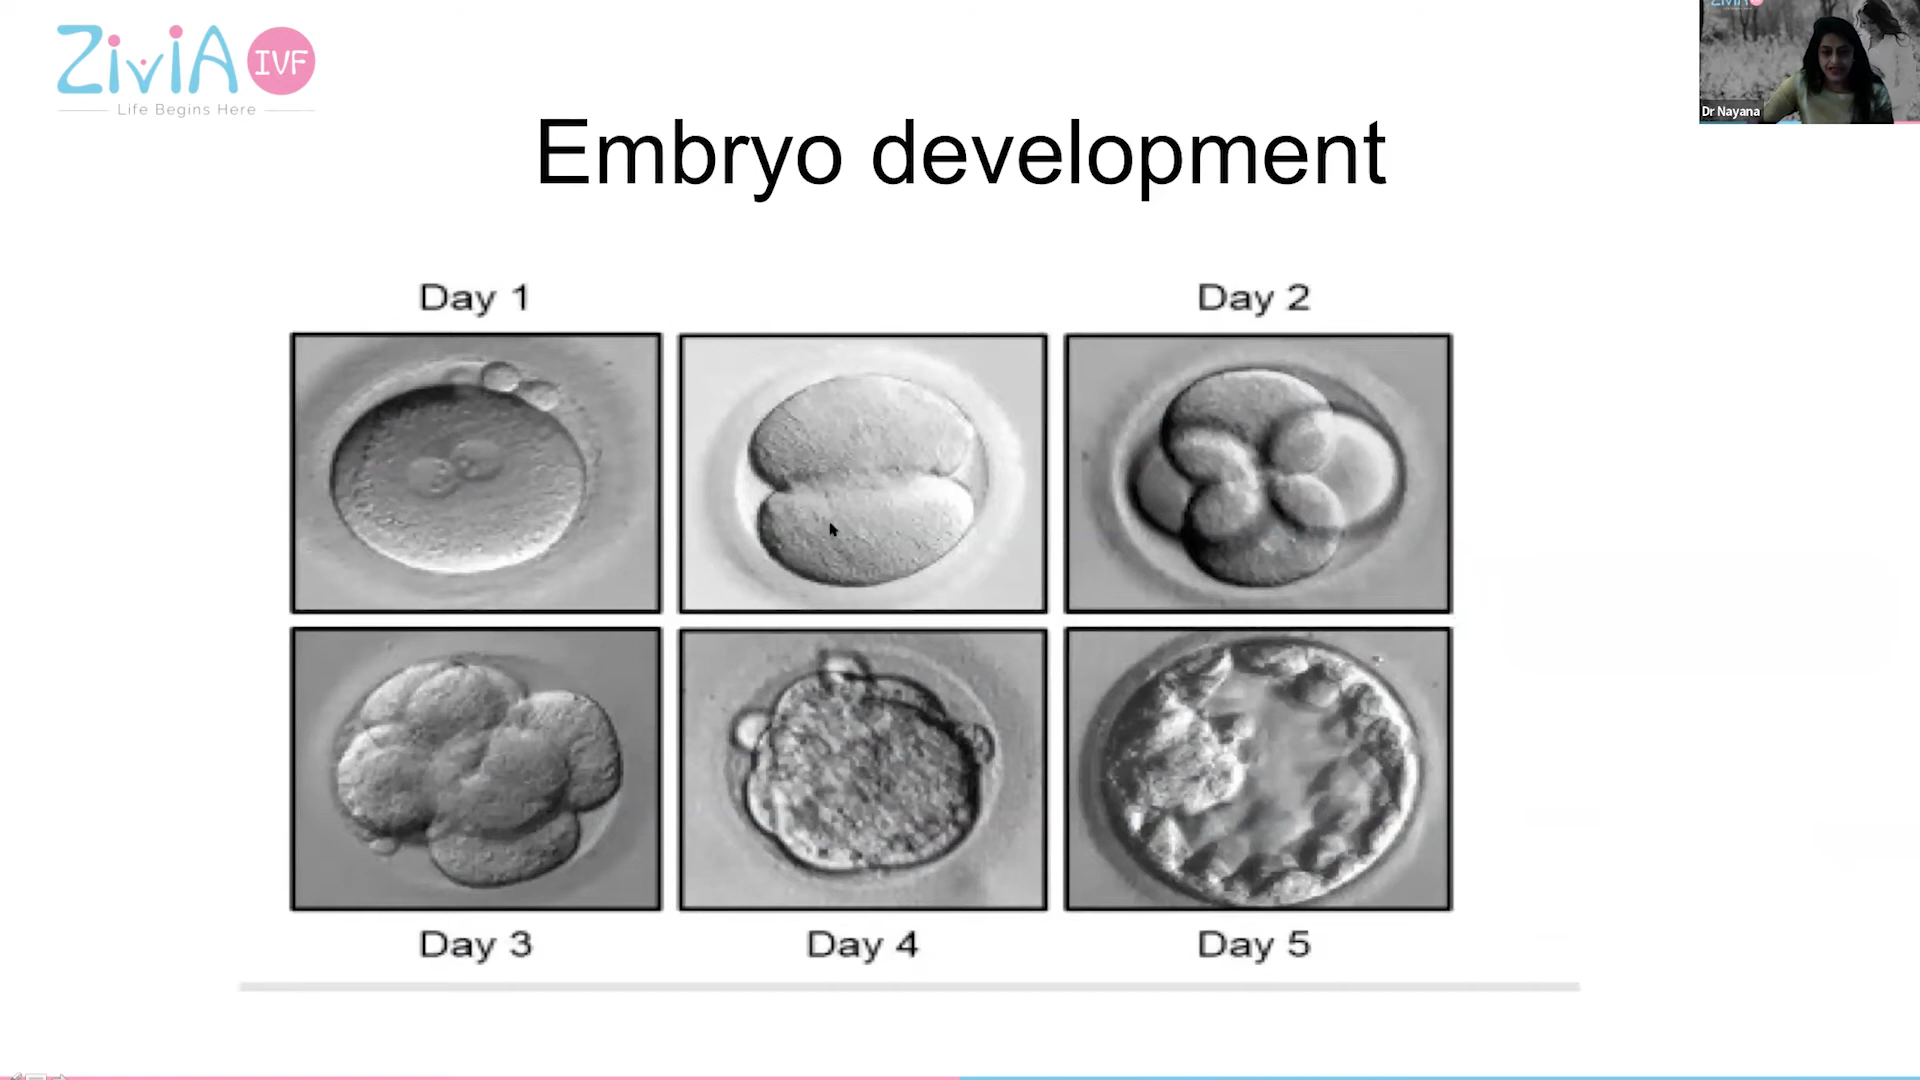 ZiViA IVF
Life Begins Here
Dr Nayana
Embryo development
Day 1
Day 2
Day 3
Day 4
Day 5